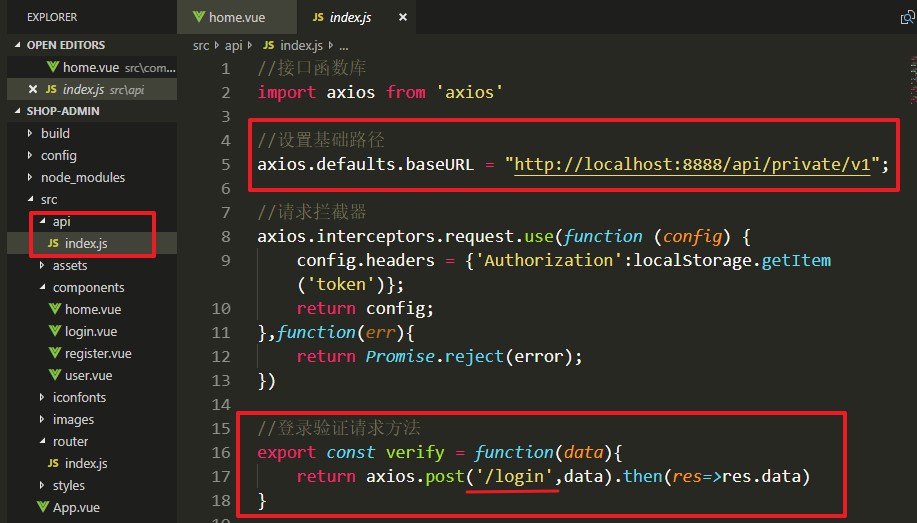 EXPLORER
OPEN EDITORS
home.vue src\com...
index.js src\api
SHOP-ADMIN
build
config
node_modules
src
api
JS index.js
assets
components
home.vue
login.vue
register.vue
user.vue
iconfonts
images
router
JS index.js
styles
App.vue
home.vue
JS index.js ×
src api JS index.js ...
1 //接口函数库
2 import axios from 'axios'
3
4 //设置基础路径
5 axios.defaults.baseURL = "http://localhost:8888/api/private/v1";
6
7 //请求拦截器
8 axios.interceptors.request.use(function (config) {
9 config.headers = {'Authorization':localStorage.getItem
('token')};
10 return config;
11 },function(err){
12 return Promise.reject(error);
13 })
14
15 //登录验证请求方法
16 export const verify = function(data){
17 return axios.post('/login',data).then(res=>res.data)
18 }